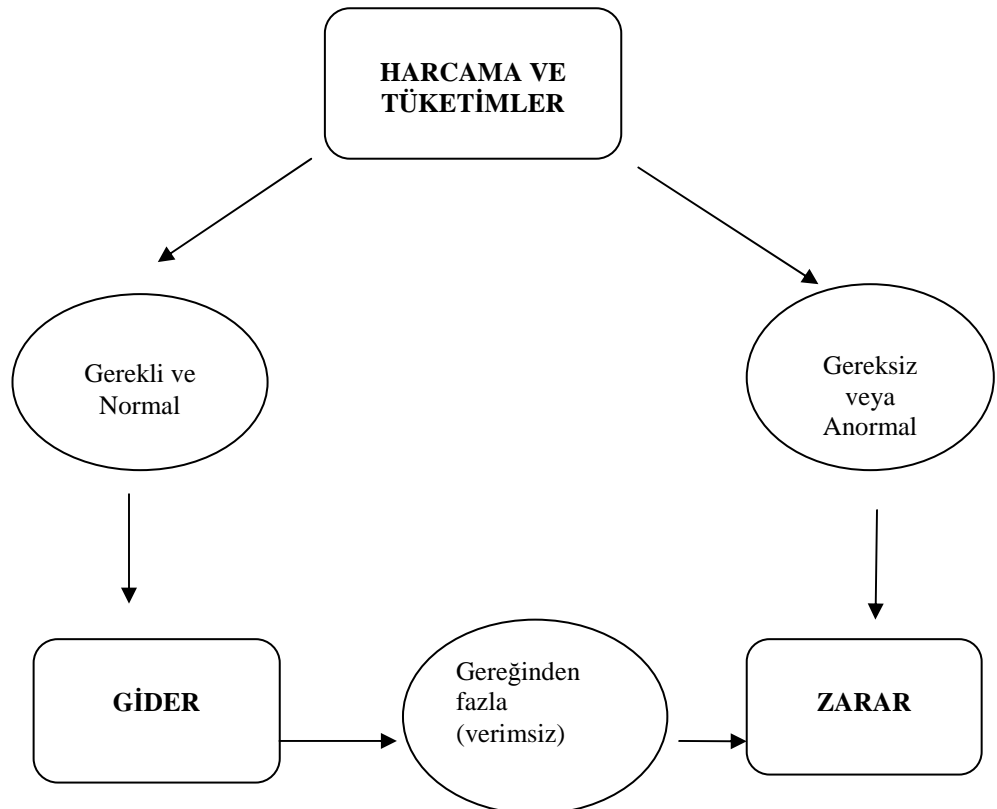 HARCAMA VE
TÜKETİMLER
Gerekli ve
Normal
Gereksiz
veya
Anormal
GİDER
Gereğinden
fazla
(verimsiz)
ZARAR